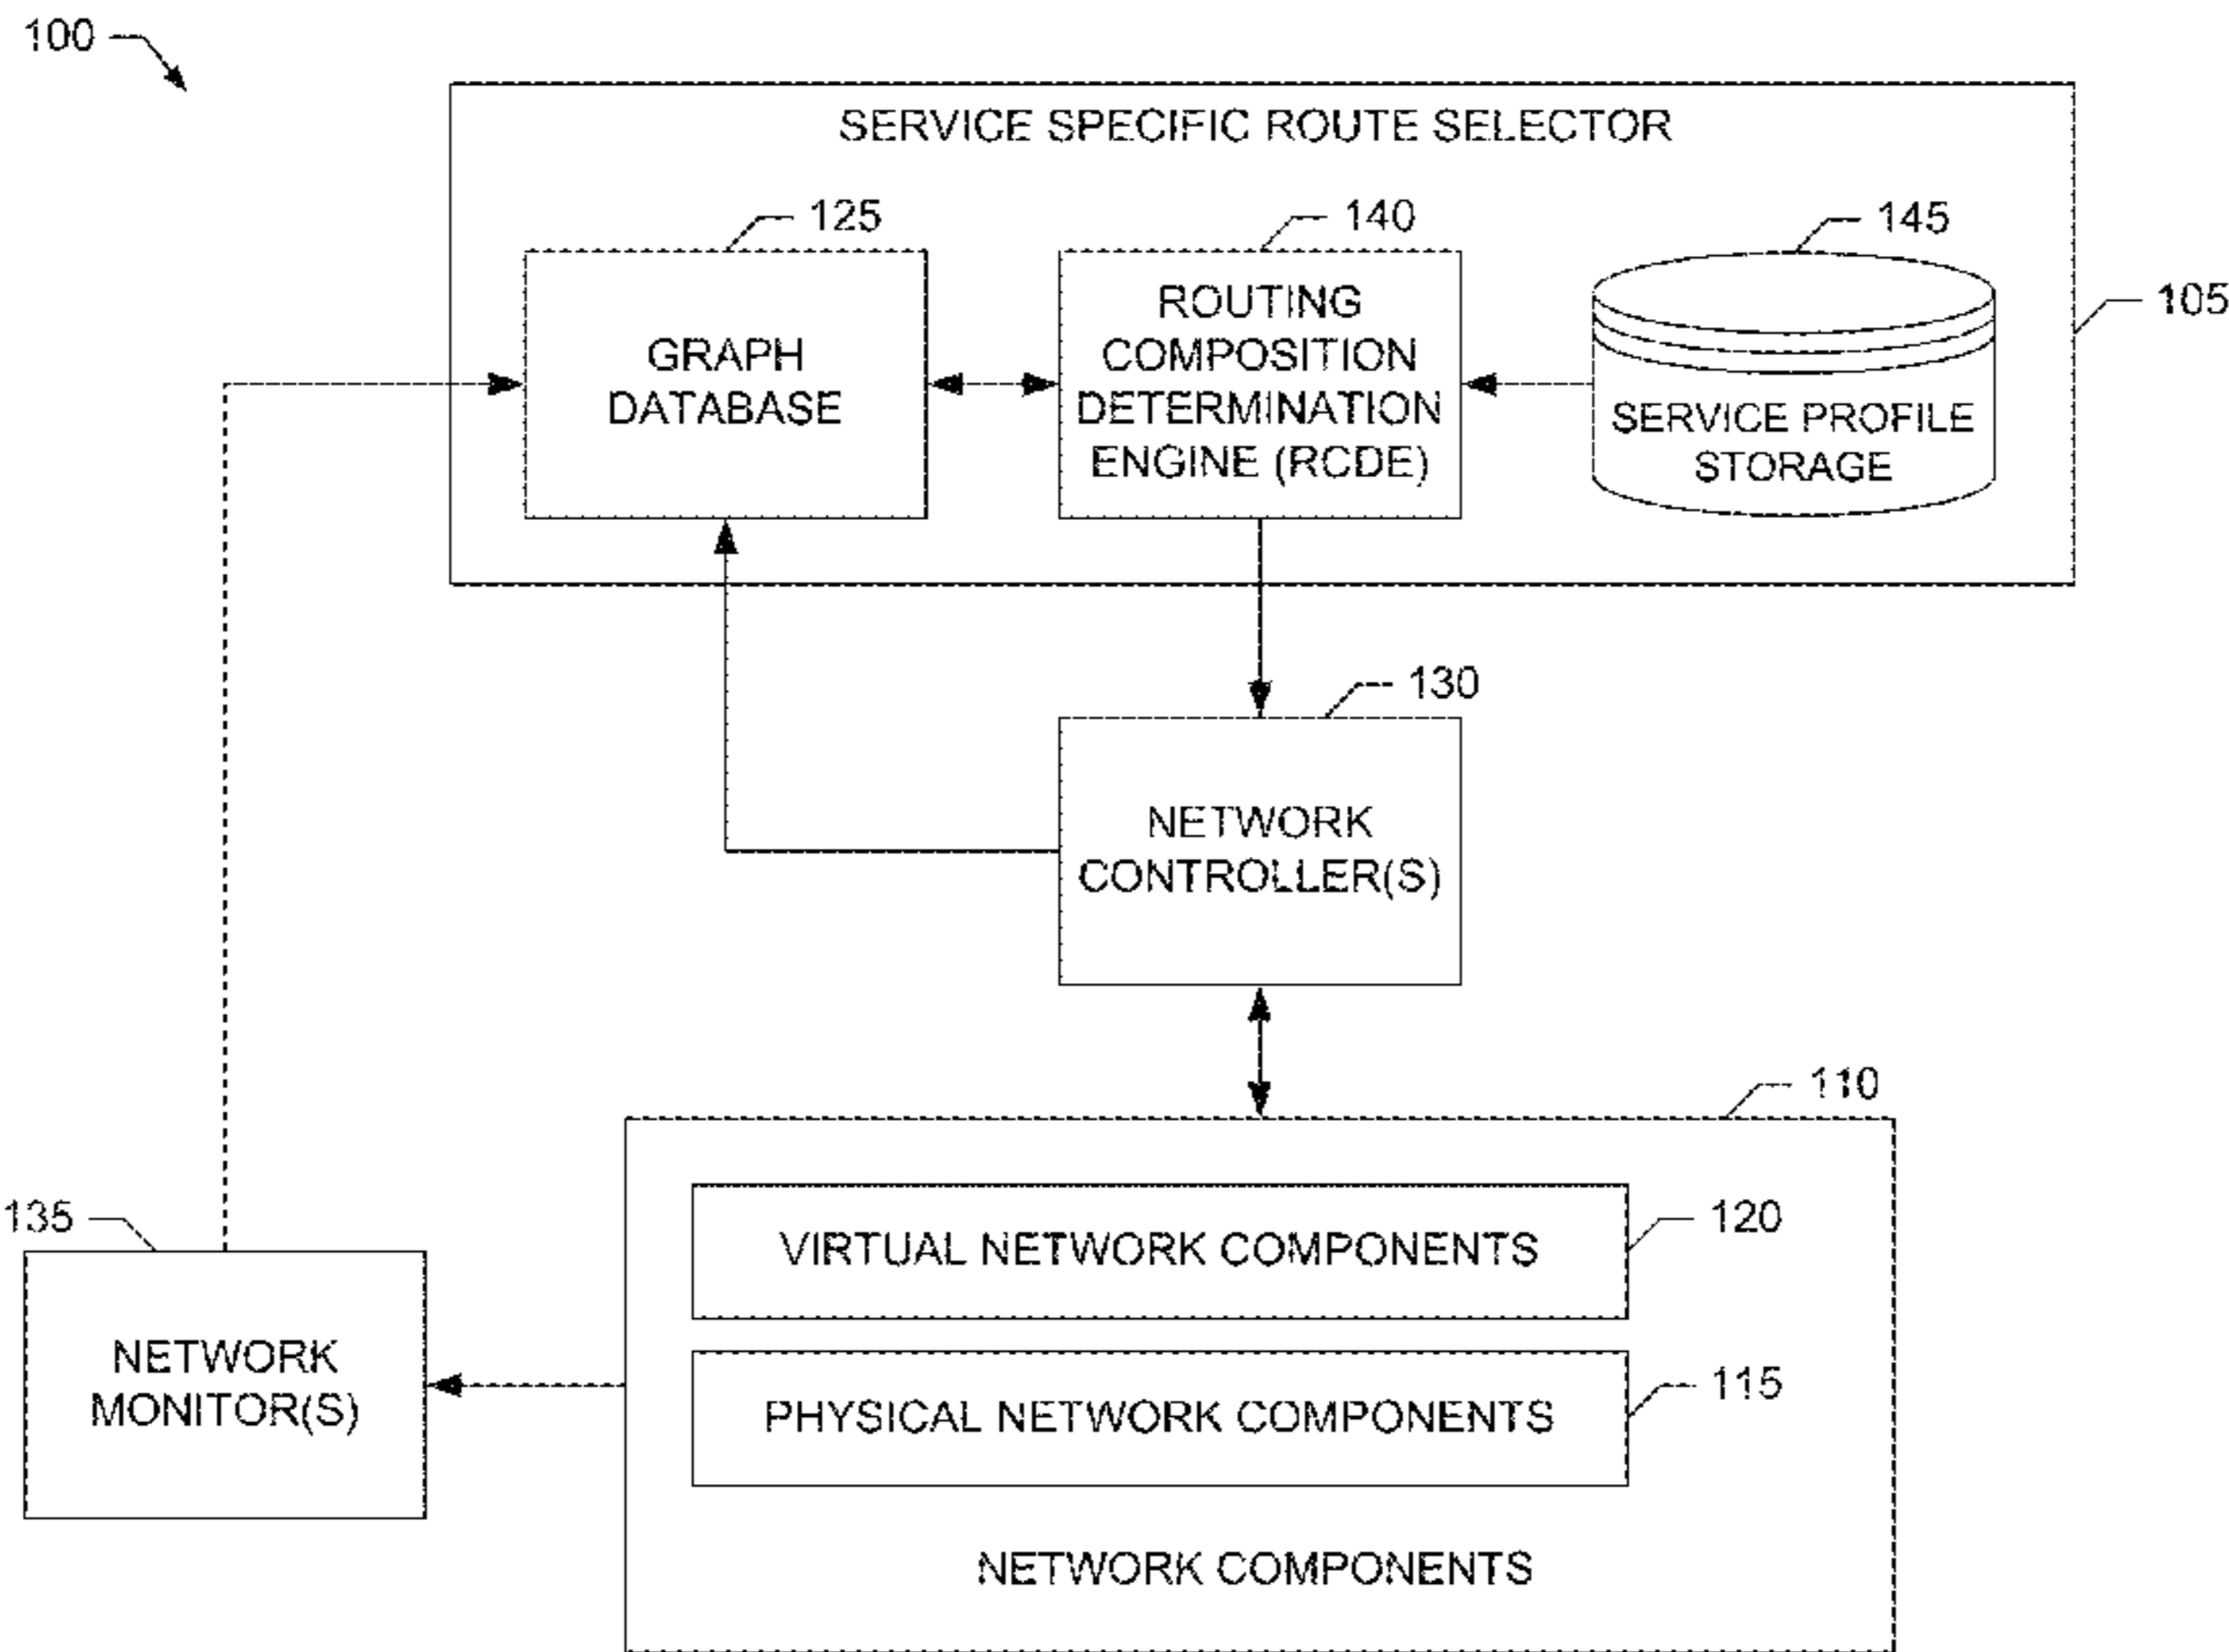 100
SERVICE SPECIFIC ROUTE SELECTOR
125
140
145
105
GRAPH
DATABASE
ROUTING
COMPOSITION
DETERMINATION
ENGINE (RCDE)
SERVICE PROFILE
STORAGE
130
NETWORK
CONTROLLER(S)
110
135
VIRTUAL NETWORK COMPONENTS
120
NETWORK
MONITOR(S)
PHYSICAL NETWORK COMPONENTS
115
NETWORK COMPONENTS